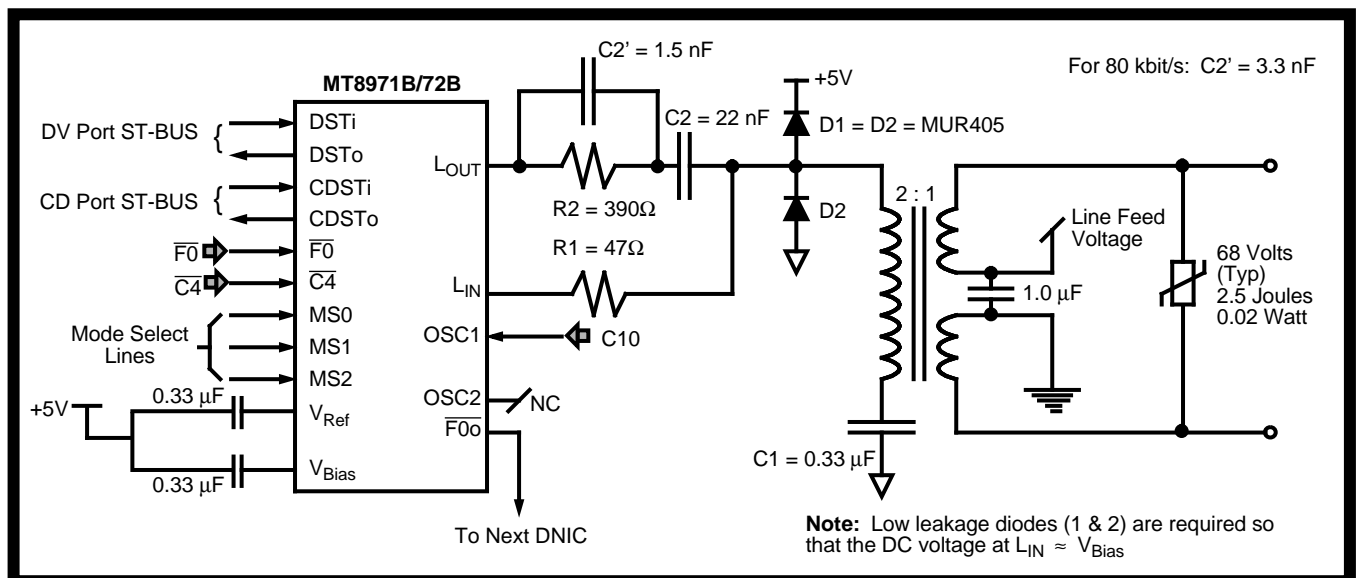 C2' = 1.5 nF
For 80 kbit/s: C2' = 3.3 nF
MT8971B/72B
+5V
DV Port ST-BUS {
DSTi
DSTo
C2 = 22 nF
D1 = D2 = MUR405
LOUT
CD Port ST-BUS {
CDSTi
CDSTo
R2 = 390Ω
D2
2 : 1
Line Feed
Voltage
F0
F0
R1 = 47Ω
C4
C4
LIN
68 Volts
(Typ)
2.5 Joules
0.02 Watt
1.0 µF
Mode Select
Lines
MS0
MS1
MS2
OSC1
C10
OSC2
NC
+5V
0.33 µF
VRef
F0o
0.33 µF
VBias
C1 = 0.33 µF
To Next DNIC
Note: Low leakage diodes (1 & 2) are required so
that the DC voltage at LIN ≈ VBias